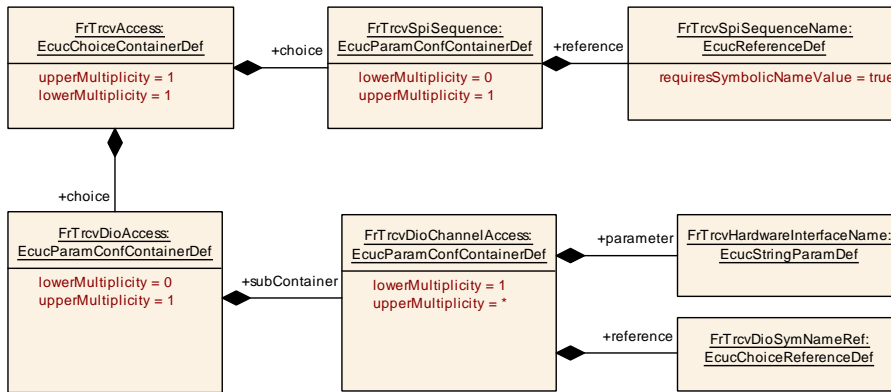 FrTrcvAccess:
EcucChoiceContainerDef
upperMultiplicity = 1
lowerMultiplicity = 1
+choice
FrTrcvSpiSequence:
EcucParamConfContainerDef
lowerMultiplicity = 0
upperMultiplicity = 1
+reference
FrTrcvSpiSequenceName:
EcucReferenceDef
requiresSymbolicNameValue = true
+choice
FrTrcvDioAccess:
EcucParamConfContainerDef
lowerMultiplicity = 0
upperMultiplicity = 1
+subContainer
FrTrcvDioChannelAccess:
EcucParamConfContainerDef
lowerMultiplicity = 1
upperMultiplicity = *
+parameter
FrTrcvHardwareInterfaceName:
EcucStringParamDef
+reference
FrTrcvDioSymNameRef:
EcucChoiceReferenceDef